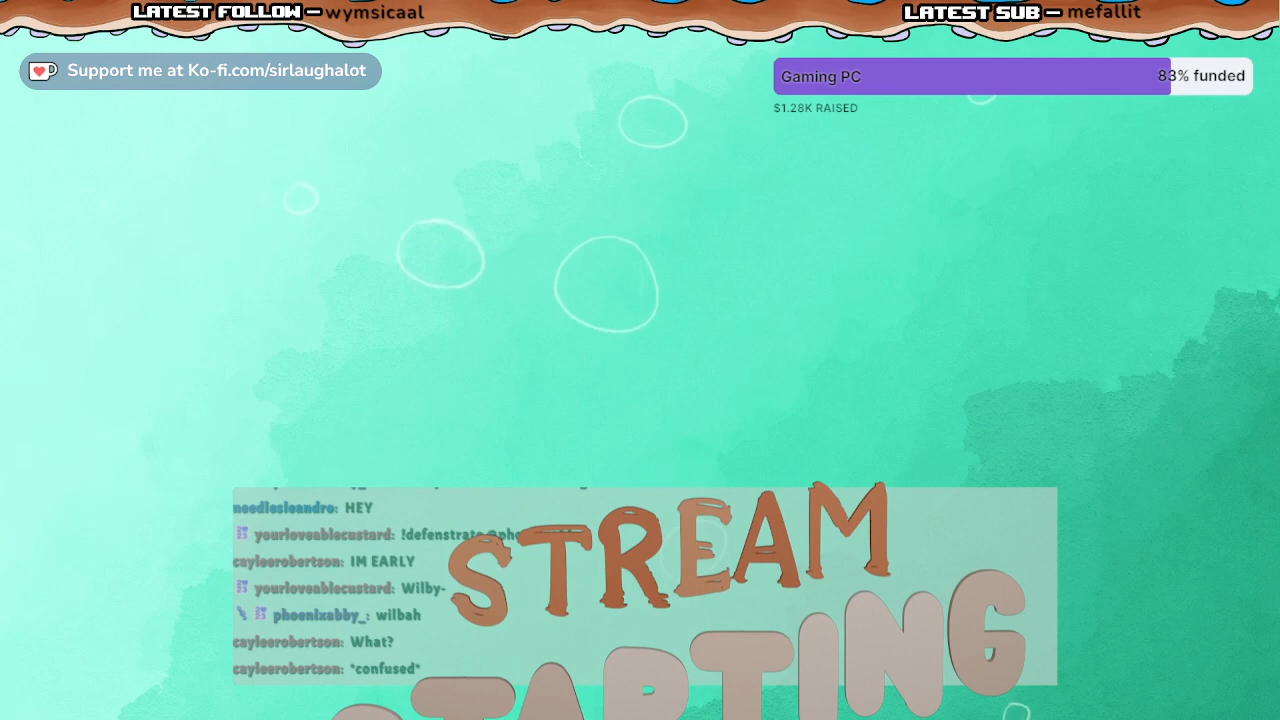 LATEST FOLLOW – wymsicaal
LATEST SUB – mefallit
Support me at Ko-fi.com/sirlaughalot
Gaming PC
83% funded
$1.28K RAISED
needlesleandro: HEY
yourloveablecustard: !defenstrate
cayleerobertson: IM EARLY
yourloveablecustard: Wilby-
phoenixabby_: wilbah
cayleerobertson: What?
cayleerobertson: *confused*
STREAM
STARTING